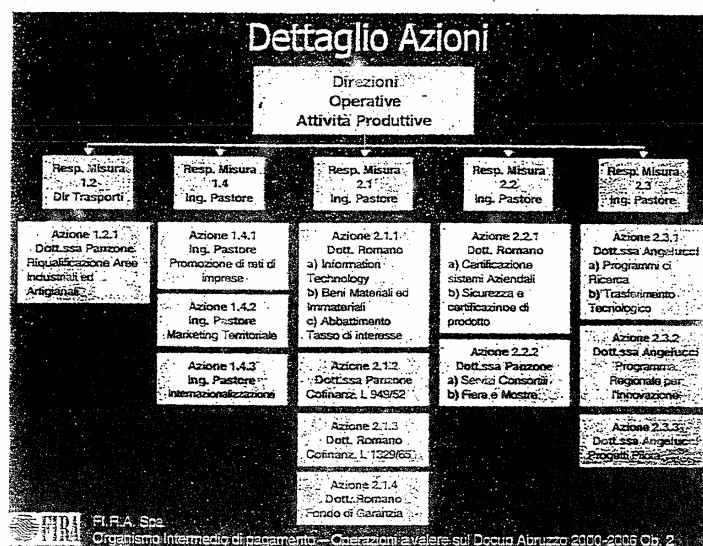 Dettaglio Azioni
Direzioni
Operative
Attività Produttive
Resp. Misura
1.2
Dir Trasporti
Resp. Misura
1.4
Ing. Pastore
Resp. Misura
2.1
Ing. Pastore
Resp. Misura
2.2
Ing. Pastore
Resp. Misura
2.3
Ing. Pastore
Azione 1.2.1
Dott.ssa Panzone
Riqualificazione Aree
Industriali ed
Artigianali
Azione 1.4.1
Ing. Pastore
Promozione di reti di
imprese
Azione 1.4.2
Ing. Pastore
Marketing Territoriale
Azione 1.4.3
Ing. Pastore
Internazionalizzazione
Azione 2.1.1
Dott. Romano
a) Information
Technology
b) Beni Materiali ed
Immateriali
c) Abbattimento
Tasso di interesse
Azione 2.1.2
Dott.ssa Panzone
Cofinanz. L 949/52
Azione 2.1.3
Dott. Romano
Cofinanz. L 1329/65
Azione 2.1.4
Dott. Romano
Fondo di Garanzia
Azione 2.2.1
Dott. Romano
a) Certificazione
sistemi Aziendali
b) Sicurezza e
certificazinoe di
prodotto
Azione 2.2.2
Dott.ssa Panzone
a) Servizi Consortili
b) Fiera e Mostre
Azione 2.3.1
Dott.ssa Angelucci
a) Programmi di
Ricerca
b) Trasferimento
Tecnologico
Azione 2.3.2
Dott.ssa Angelucci
Programma
Regionale per
l'Innovazione
Azione 2.3.3
Dott.ssa Angelucci
Progetti Pilota
FIRA
FI.R.A. Spa
Organismo Intermedio di pagamento – Operazioni a valere sul Docup Abruzzo 2000-2006 Ob. 2